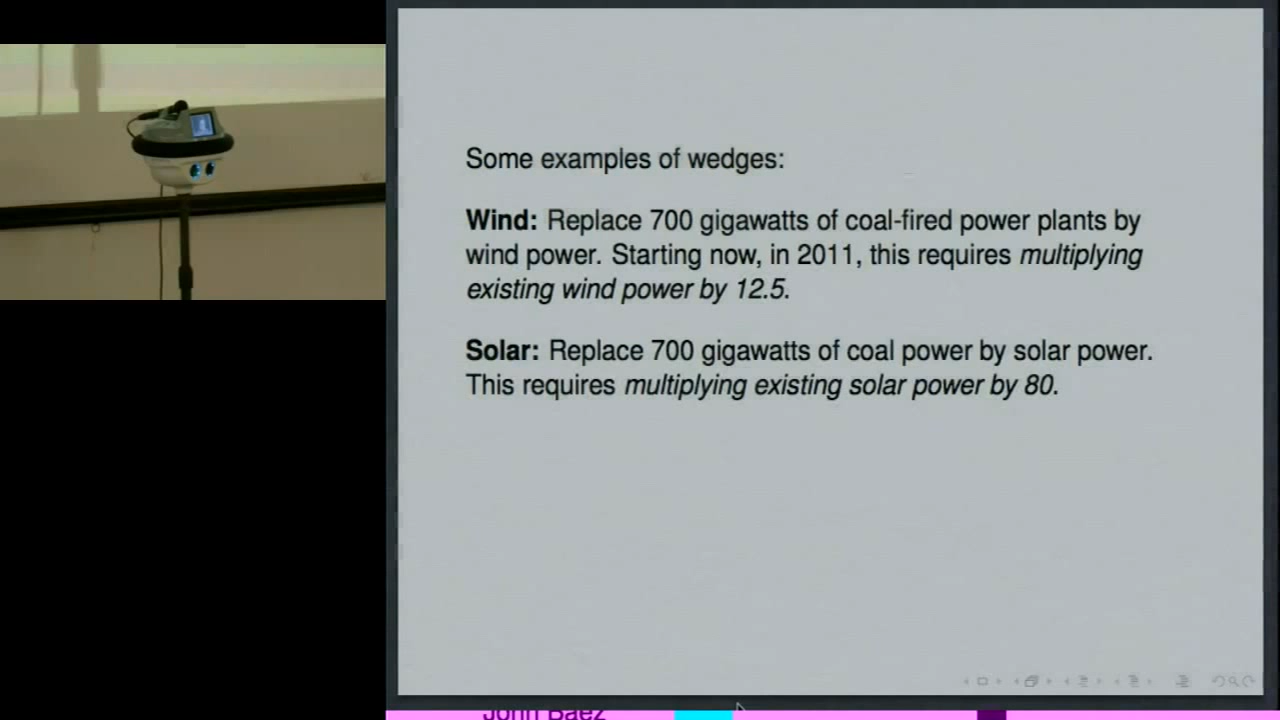 Some examples of wedges:
Wind: Replace 700 gigawatts of coal-fired power plants by
wind power. Starting now, in 2011, this requires multiplying
existing wind power by 12.5.
Solar: Replace 700 gigawatts of coal power by solar power.
This requires multiplying existing solar power by 80.
John Baez